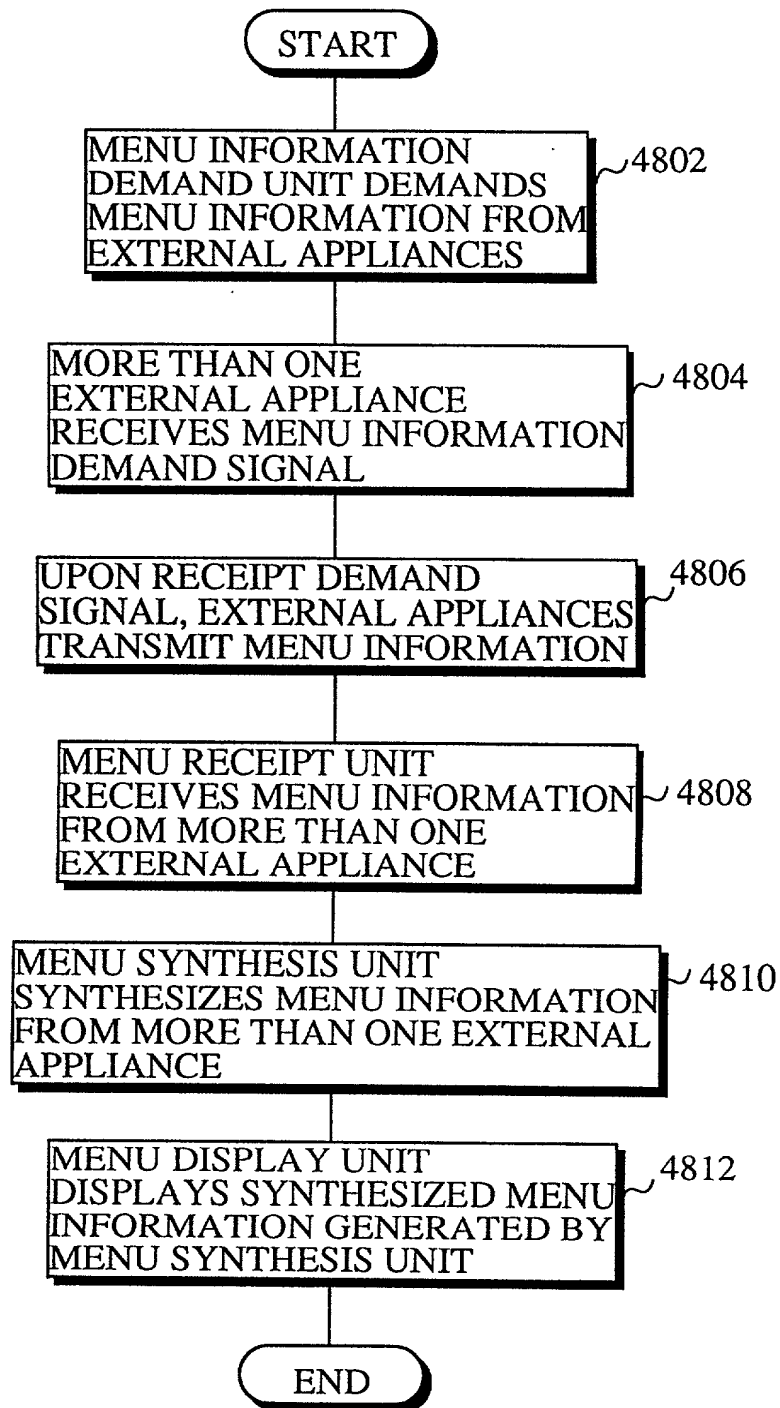 START
MENU INFORMATION
DEMAND UNIT DEMANDS
MENU INFORMATION FROM
EXTERNAL APPLIANCES
4802
MORE THAN ONE
EXTERNAL APPLIANCE
RECEIVES MENU INFORMATION
DEMAND SIGNAL
4804
UPON RECEIPT DEMAND
SIGNAL, EXTERNAL APPLIANCES
TRANSMIT MENU INFORMATION
4806
MENU RECEIPT UNIT
RECEIVES MENU INFORMATION
FROM MORE THAN ONE
EXTERNAL APPLIANCE
4808
MENU SYNTHESIS UNIT
SYNTHESIZES MENU INFORMATION
FROM MORE THAN ONE EXTERNAL
APPLIANCE
4810
MENU DISPLAY UNIT
DISPLAYS SYNTHESIZED MENU
INFORMATION GENERATED BY
MENU SYNTHESIS UNIT
4812
END